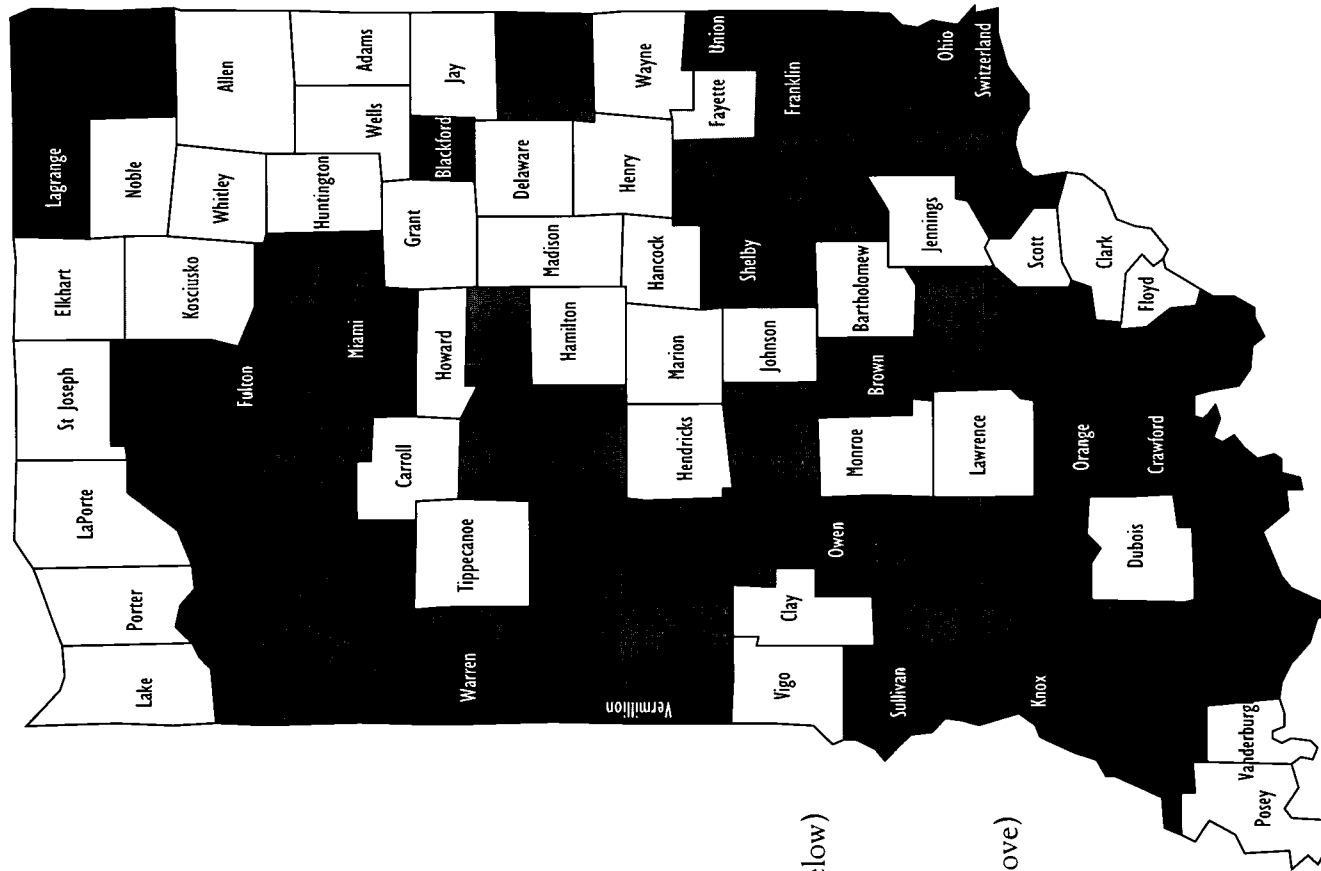 Lagrange
Elkhart
St Joseph
LaPorte
Porter
Lake
Noble
Kosciusko
Allen
Whitley
Fulton
Adams
Wells
Huntington
Miami
Jay
Blackford
Grant
Howard
Carroll
Tippecanoe
Warren
Delaware
Madison
Hamilton
Wayne
Henry
Hancock
Marion
Hendricks
Vermillion
Union
Fayette
Franklin
Shelby
Johnson
Vigo
Clay
Owen
Monroe
Brown
Bartholomew
Jennings
Ohio
Switzerland
Sullivan
Lawrence
Scott
Clark
Floyd
Knox
Orange
Crawford
Dubois
Vanderburg
Posey
elow)
ove)